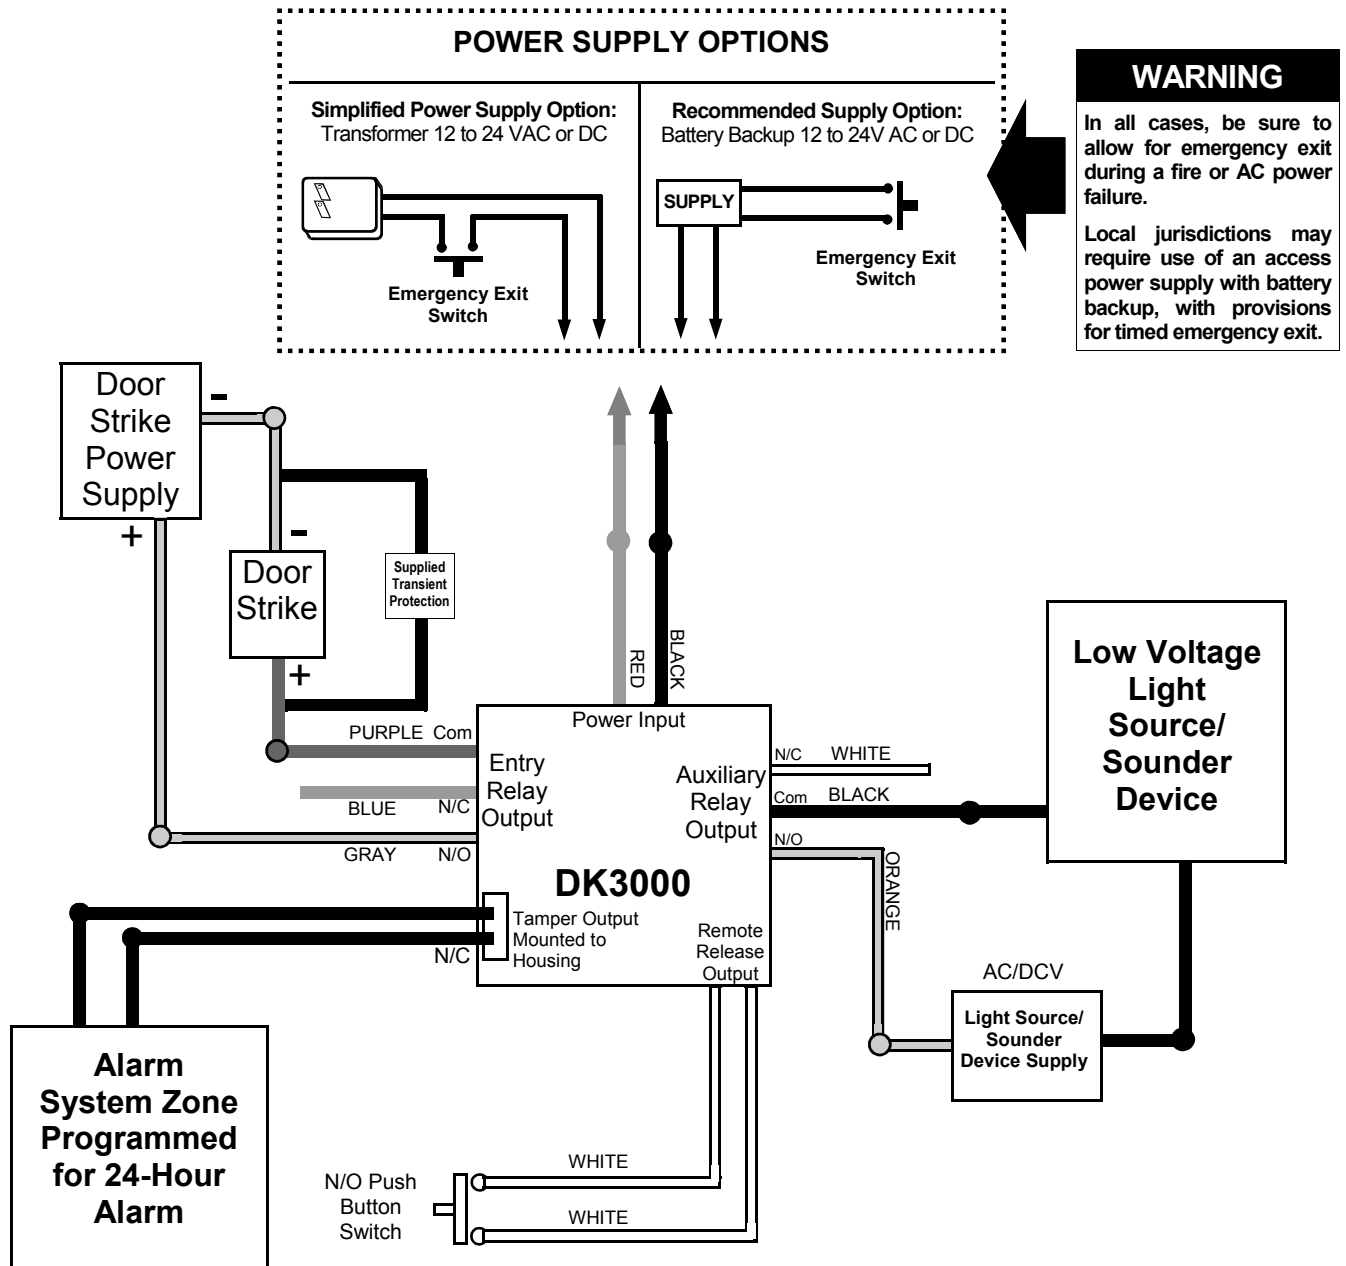 POWER SUPPLY OPTIONS
Simplified Power Supply Option:
Transformer 12 to 24 VAC or DC
Emergency Exit
Switch
Recommended Supply Option:
Battery Backup 12 to 24V AC or DC
SUPPLY
Emergency Exit
Switch
WARNING
In all cases, be sure to
allow for emergency exit
during a fire or AC power
failure.
Local jurisdictions may
require use of an access
power supply with battery
backup, with provisions
for timed emergency exit.
Door
Strike
Power
Supply
-
+
-
Door
Strike
+
Supplied
Transient
Protection
RED
BLACK
Power Input
PURPLE Com
BLUE N/C
GRAY N/O
Entry
Relay
Output
Auxiliary
Relay
Output
N/C WHITE
Com BLACK
N/O
ORANGE
DK3000
Tamper Output
Mounted to
Housing
N/C
Remote
Release
Output
Low Voltage
Light
Source/
Sounder
Device
AC/DCV
Light Source/
Sounder
Device Supply
Alarm
System Zone
Programmed
for 24-Hour
Alarm
N/O Push
Button
Switch
WHITE
WHITE